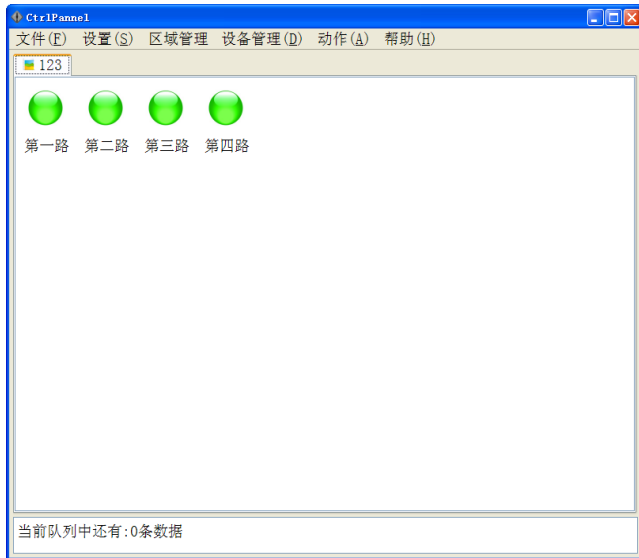 CtrlPannel
文件(F) 设置(S) 区域管理 设备管理(D) 动作(A) 帮助(H)
123
第一路 第二路 第三路 第四路
当前队列中还有:0条数据